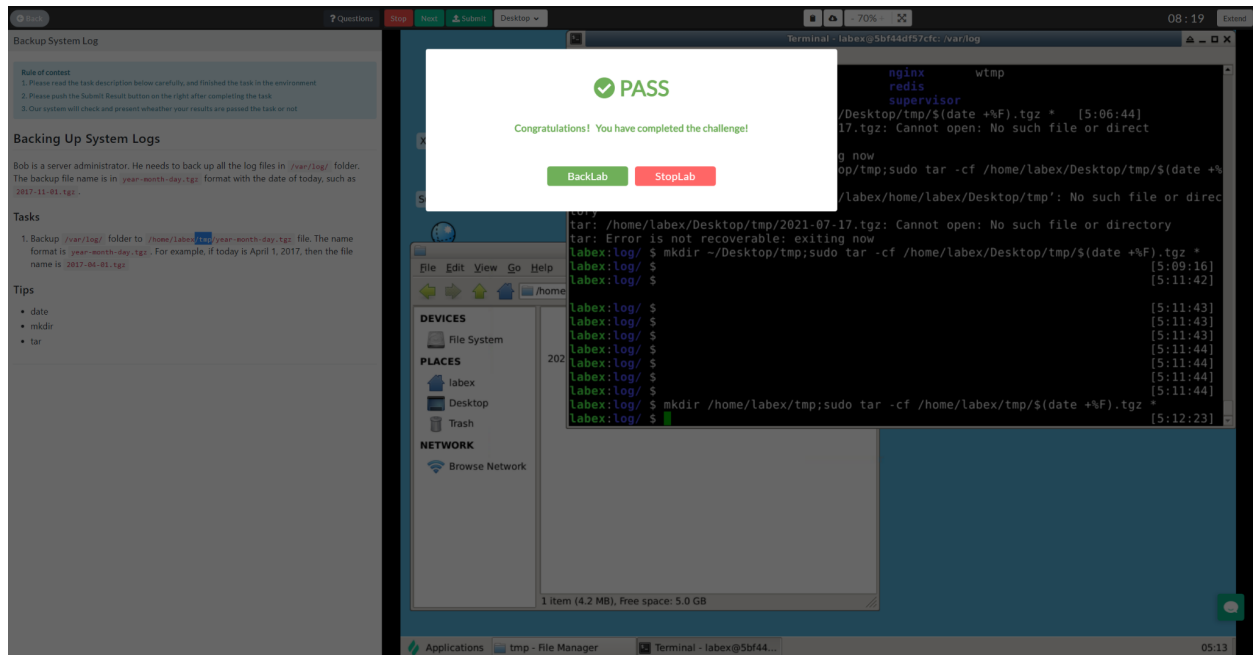 Back
? Questions
Stop
Next
Submit
Desktop
- 70% +
08 : 19
Extend
Backup System Log
Rule of contest
1. Please read the task description below carefully, and finished the task in the environment
2. Please push the Submit Result button on the right after completing the task
3. Our system will check and present wheather your results are passed the task or not
Backing Up System Logs
Bob is a server administrator. He needs to back up all the log files in /var/log/ folder.
The backup file name is in year-month-day.tgz format with the date of today, such as
2017-11-01.tgz .
Tasks
1. Backup /var/log/ folder to /home/labex/tmp/year-month-day.tgz file. The name
format is year-month-day.tgz . For example, if today is April 1, 2017, then the file
name is 2017-04-01.tgz
Tips
date
mkdir
tar
Terminal - labex@5bf44df57cfc: /var/log
nginx wtmp
redis
supervisor
/Desktop/tmp/$(date +%F).tgz * [5:06:44]
17.tgz: Cannot open: No such file or direct
g now
op/tmp;sudo tar -cf /home/labex/Desktop/tmp/$(date +%
/labex/home/labex/Desktop/tmp’: No such file or direc
tory
tar: /home/labex/Desktop/tmp/2021-07-17.tgz: Cannot open: No such file or directory
tar: Error is not recoverable: exiting now
labex:log/ $ mkdir ~/Desktop/tmp;sudo tar -cf /home/labex/Desktop/tmp/$(date +%F).tgz *
[5:09:16]
labex:log/ $ [5:11:42]
labex:log/ $ [5:11:43]
labex:log/ $ [5:11:43]
labex:log/ $ [5:11:43]
labex:log/ $ [5:11:44]
labex:log/ $ [5:11:44]
labex:log/ $ [5:11:44]
labex:log/ $ [5:11:44]
labex:log/ $ mkdir /home/labex/tmp;sudo tar -cf /home/labex/tmp/$(date +%F).tgz *
labex:log/ $ [5:12:23]
PASS
Congratulations! You have completed the challenge!
BackLab
StopLab
File Edit View Go Help
/home
DEVICES
File System
PLACES
labex
Desktop
Trash
NETWORK
Browse Network
202
1 item (4.2 MB), Free space: 5.0 GB
Applications
tmp - File Manager
Terminal - labex@5bf44...
05:13